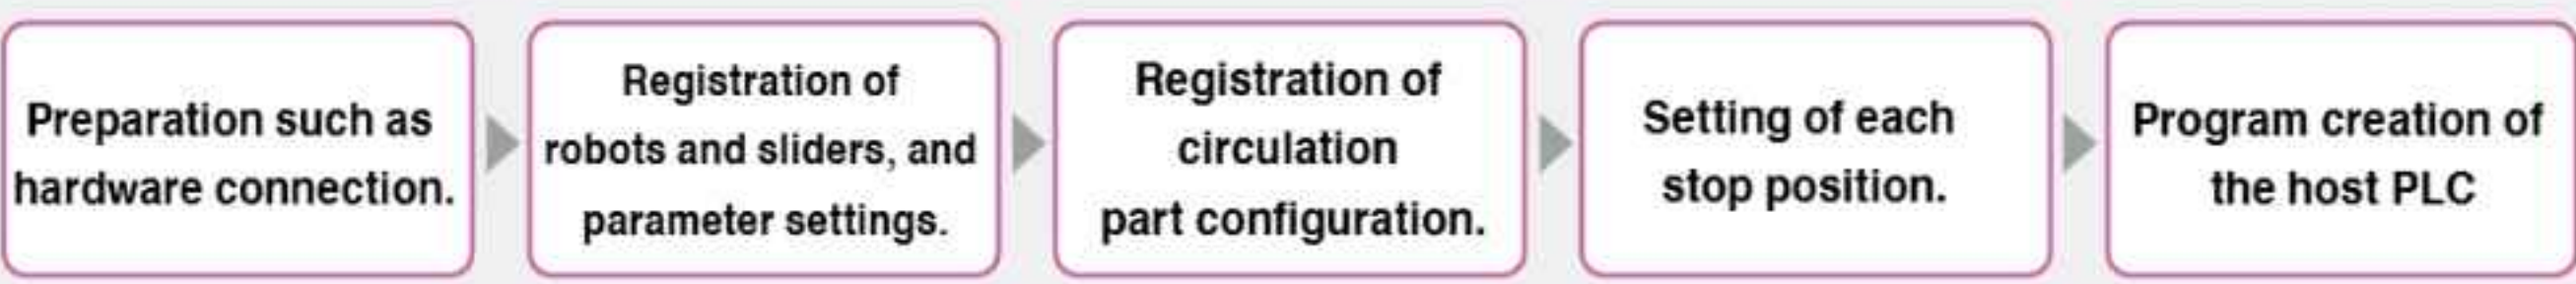 Preparation such as
hardware connection.
Registration of
robots and sliders, and
parameter settings.
Registration of
circulation
part configuration.
Setting of each
stop position.
Program creation of
the host PLC